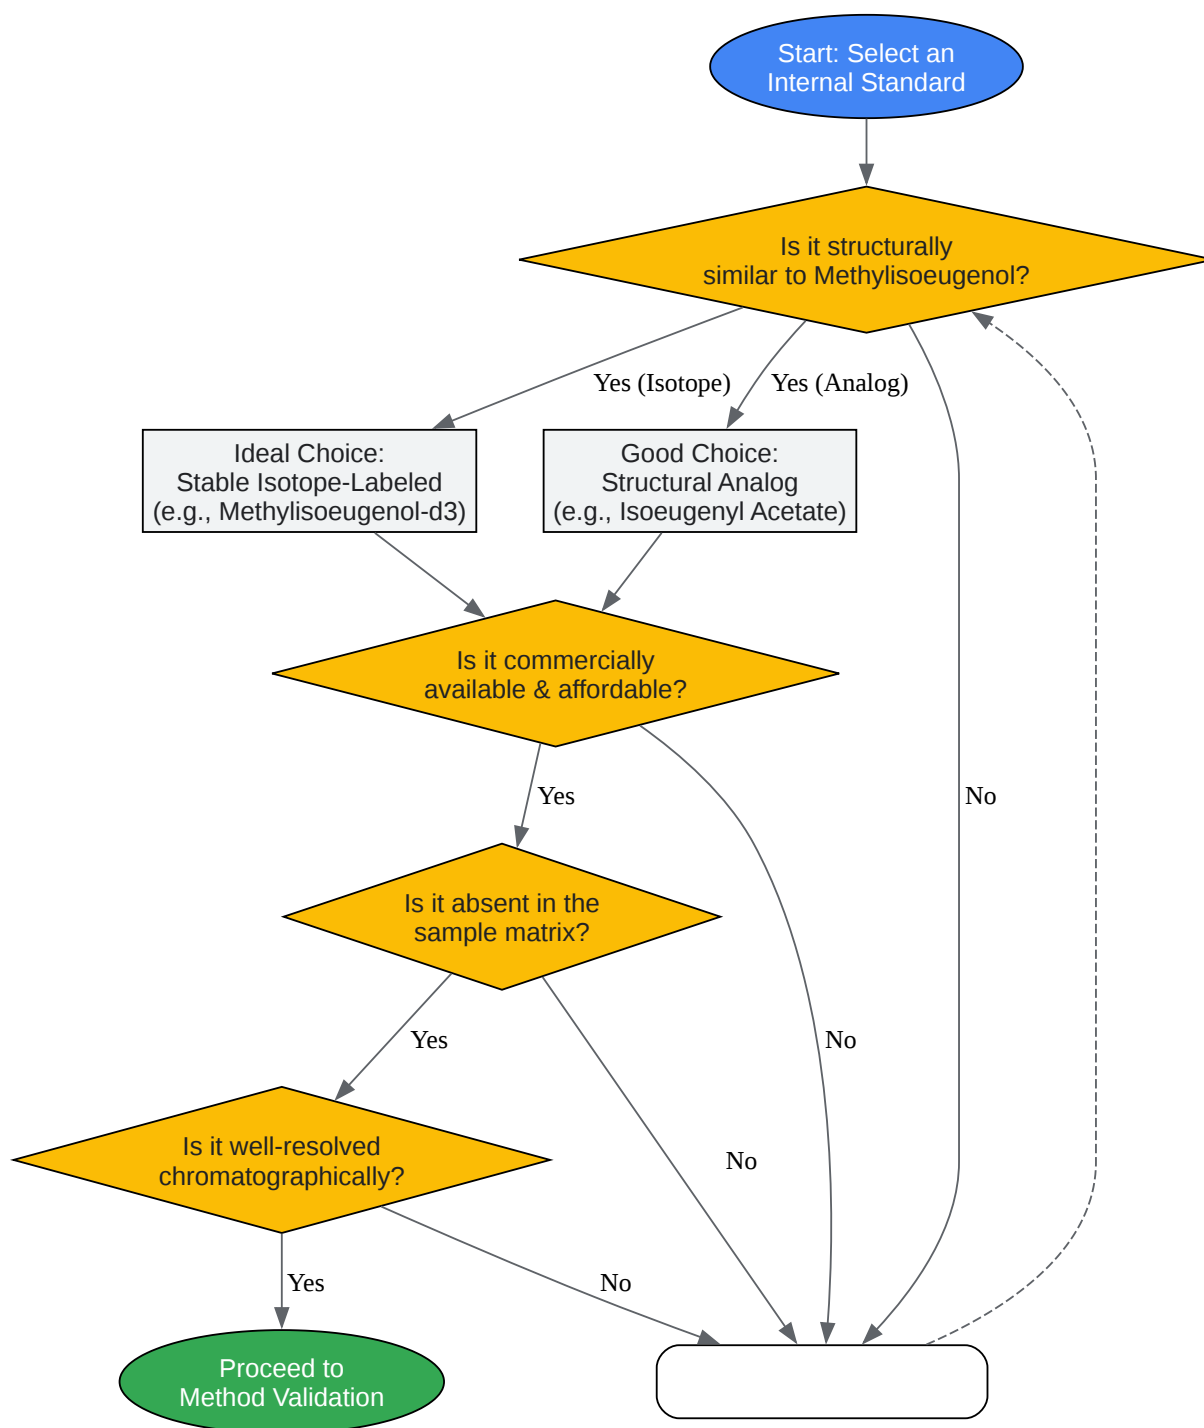 Start: Select an
Internal Standard
Is it structurally
similar to Methylisoeugenol?
Yes (Isotope)
Yes (Analog)
Ideal Choice:
Stable Isotope-Labeled
(e.g., Methylisoeugenol-d3)
Good Choice:
Structural Analog
(e.g., Isoeugenyl Acetate)
Is it commercially
available & affordable?
Yes
No
Is it absent in the
sample matrix?
Yes
No
Is it well-resolved
chromatographically?
No
Yes
No
Proceed to
Method Validation